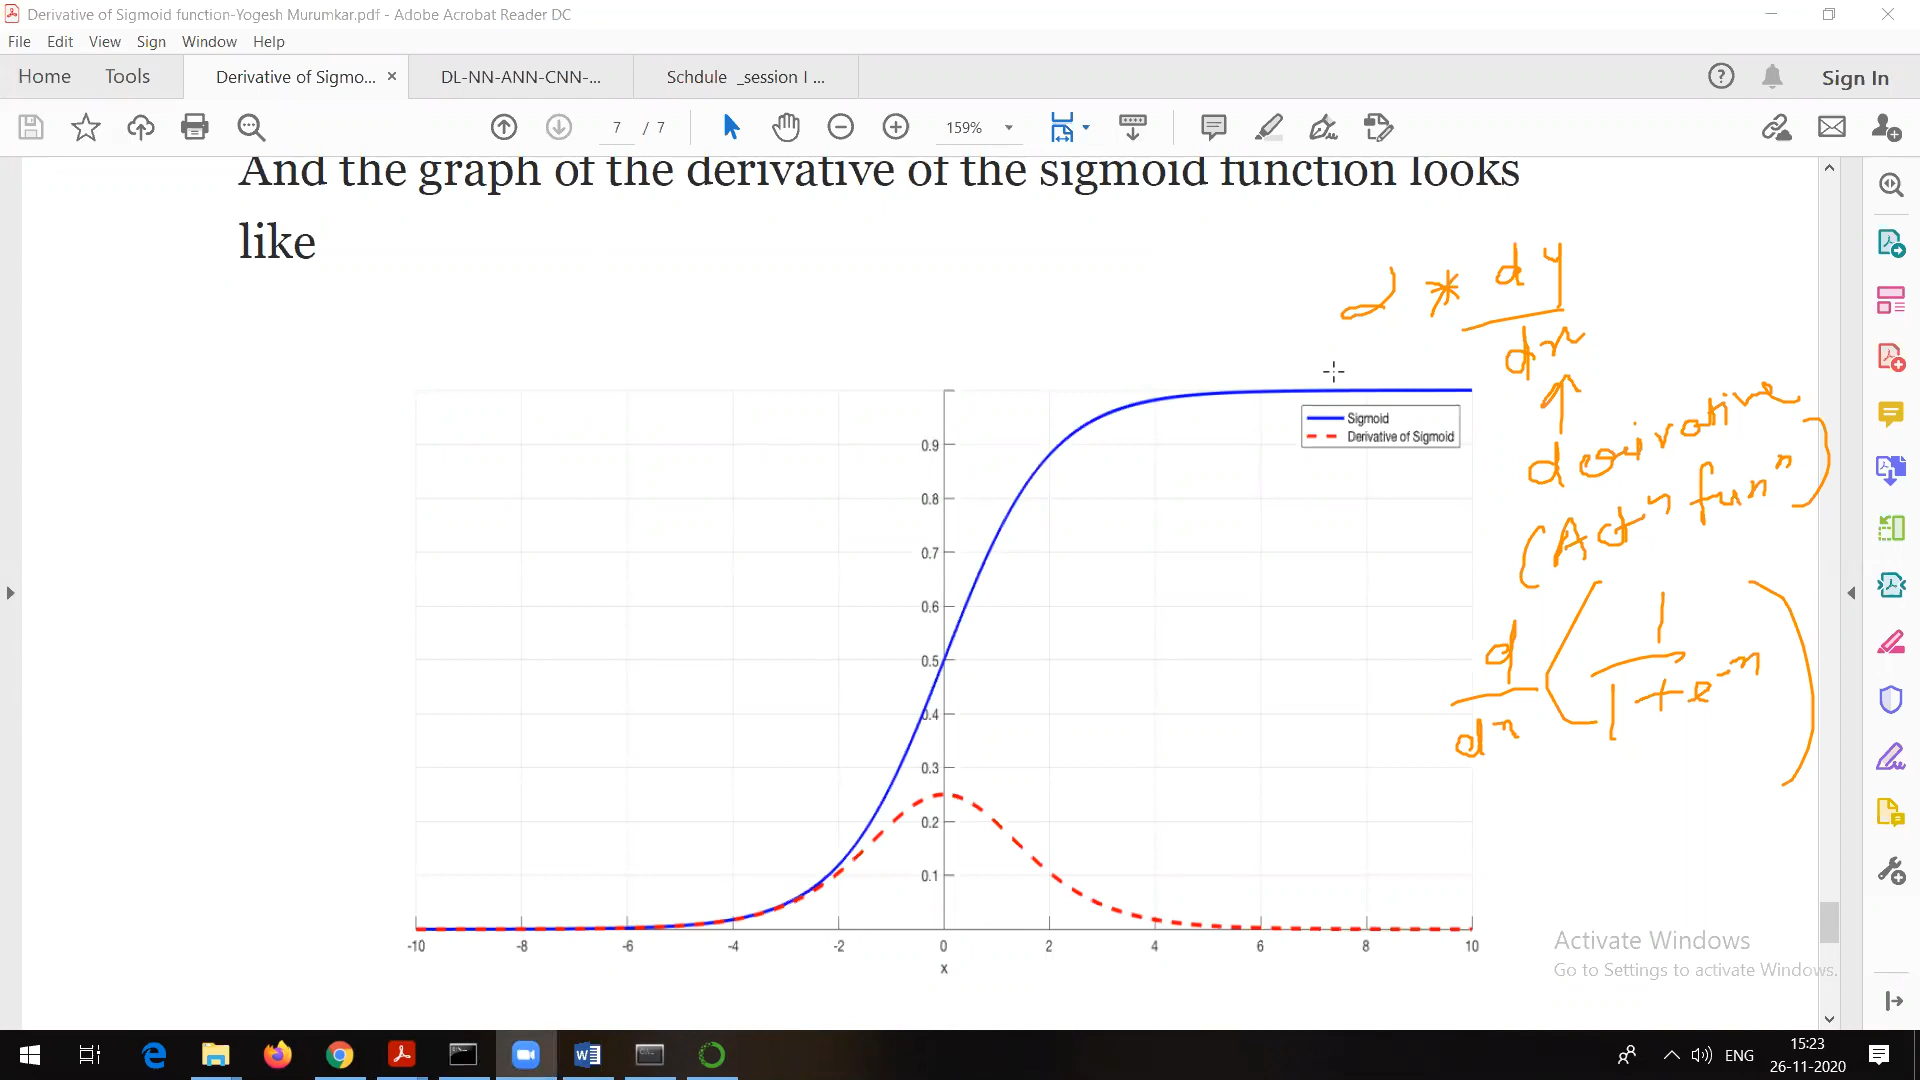 Derivative of Sigmoid function-Yogesh Murumkar.pdf - Adobe Acrobat Reader DC
File Edit View Sign Window Help
Home Tools Derivative of Sigmo... × DL-NN-ANN-CNN-... Schdule _session I ... Sign In
7 / 7 159%
And the graph of the derivative of the sigmoid function looks
like
* dy
dx
derivative
(Actⁿ funⁿ)
d
dx
(1
1+e⁻ˣ)
Sigmoid
Derivative of Sigmoid
0.9
0.8
0.7
0.6
0.5
0.4
0.3
0.2
0.1
-10 -8 -6 -4 -2 0 2 4 6 8 10
x
Activate Windows
Go to Settings to activate Windows.
ENG
15:23
26-11-2020